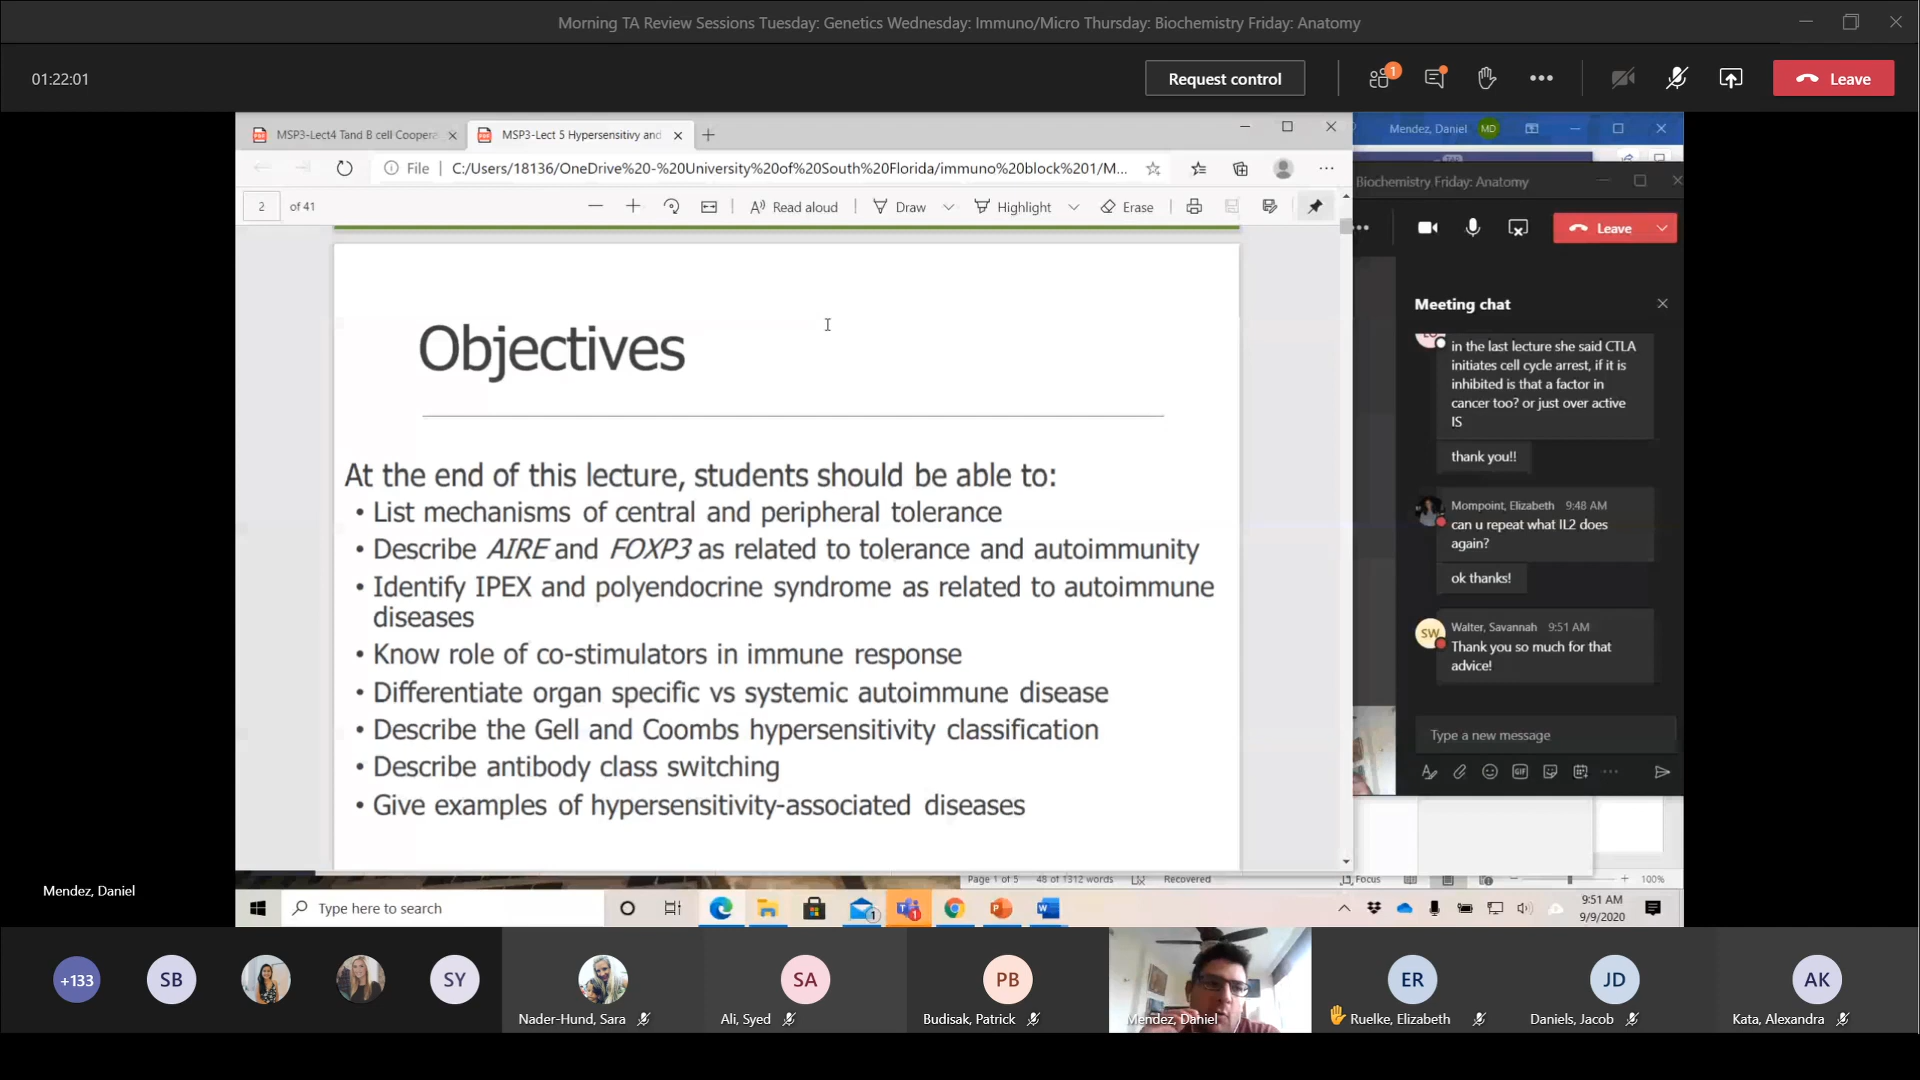 Morning TA Review Sessions Tuesday: Genetics Wednesday: Immuno/Micro Thursday: Biochemistry Friday: Anatomy
01:22:01
Request control
1
Leave
MSP3-Lect4 Tand B cell Coopera
MSP3-Lect 5 Hypersensitivy and
Mendez, Daniel
MD
File
C:/Users/18136/OneDrive%20-%20University%20of%20South%20Florida/immuno%20block%201/M...
Biochemistry Friday: Anatomy
2
of 41
Read aloud
Draw
Highlight
Erase
Leave
Objectives
At the end of this lecture, students should be able to:
• List mechanisms of central and peripheral tolerance
• Describe AIRE and FOXP3 as related to tolerance and autoimmunity
• Identify IPEX and polyendocrine syndrome as related to autoimmune
diseases
• Know role of co-stimulators in immune response
• Differentiate organ specific vs systemic autoimmune disease
• Describe the Gell and Coombs hypersensitivity classification
• Describe antibody class switching
• Give examples of hypersensitivity-associated diseases
Meeting chat
in the last lecture she said CTLA
initiates cell cycle arrest, if it is
inhibited is that a factor in
cancer too? or just over active
IS
thank you!!
Mompoint, Elizabeth 9:48 AM
can u repeat what IL2 does
again?
ok thanks!
SW
Walter, Savannah 9:51 AM
Thank you so much for that
advice!
Type a new message
GIF
Page 1 of 5
48 of 1312 words
Recovered
Focus
100%
Mendez, Daniel
Type here to search
1
1
9:51 AM
9/9/2020
+133
SB
SY
Nader-Hund, Sara
SA
Ali, Syed
PB
Budisak, Patrick
Mendez, Daniel
ER
Ruelke, Elizabeth
JD
Daniels, Jacob
AK
Kata, Alexandra